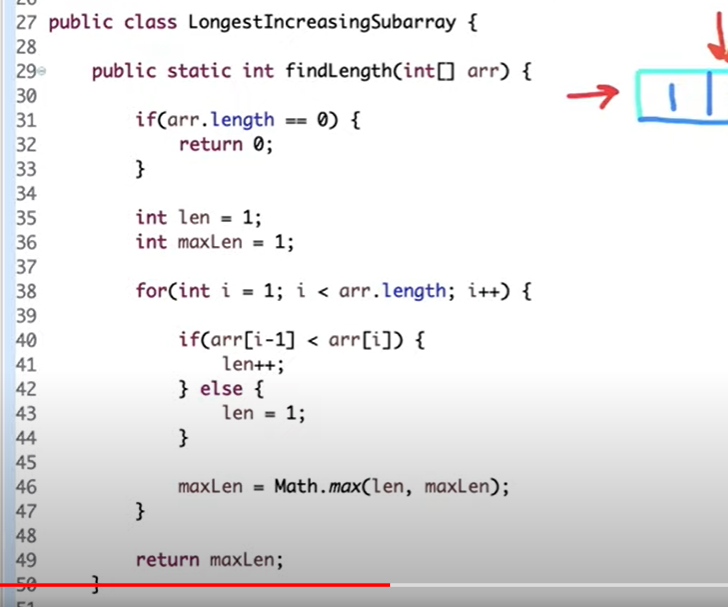 27 public class LongestIncreasingSubarray {
28
29 public static int findLength(int[] arr) {
30
31 if(arr.length == 0) {
32 return 0;
33 }
34
35 int len = 1;
36 int maxLen = 1;
37
38 for(int i = 1; i < arr.length; i++) {
39
40 if(arr[i-1] < arr[i]) {
41 len++;
42 } else {
43 len = 1;
44 }
45
46 maxLen = Math.max(len, maxLen);
47 }
48
49 return maxLen;
50 }
1